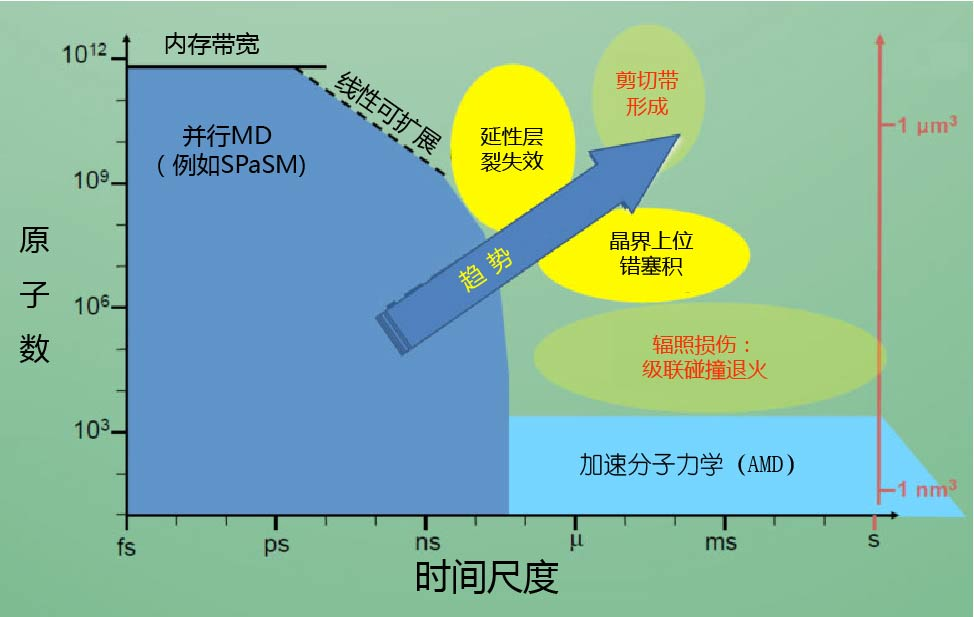 10¹²
内存带宽
线性可扩展
并行MD
（例如SPaSM)
延性层
裂失效
剪切带
形成
1 μm³
10⁹
原
子
数
趋势
晶界上位
错塞积
10⁶
辐照损伤：
级联碰撞退火
10³
加速分子力学（AMD）
1 nm³
fs
ps
ns
μ
ms
s
时间尺度